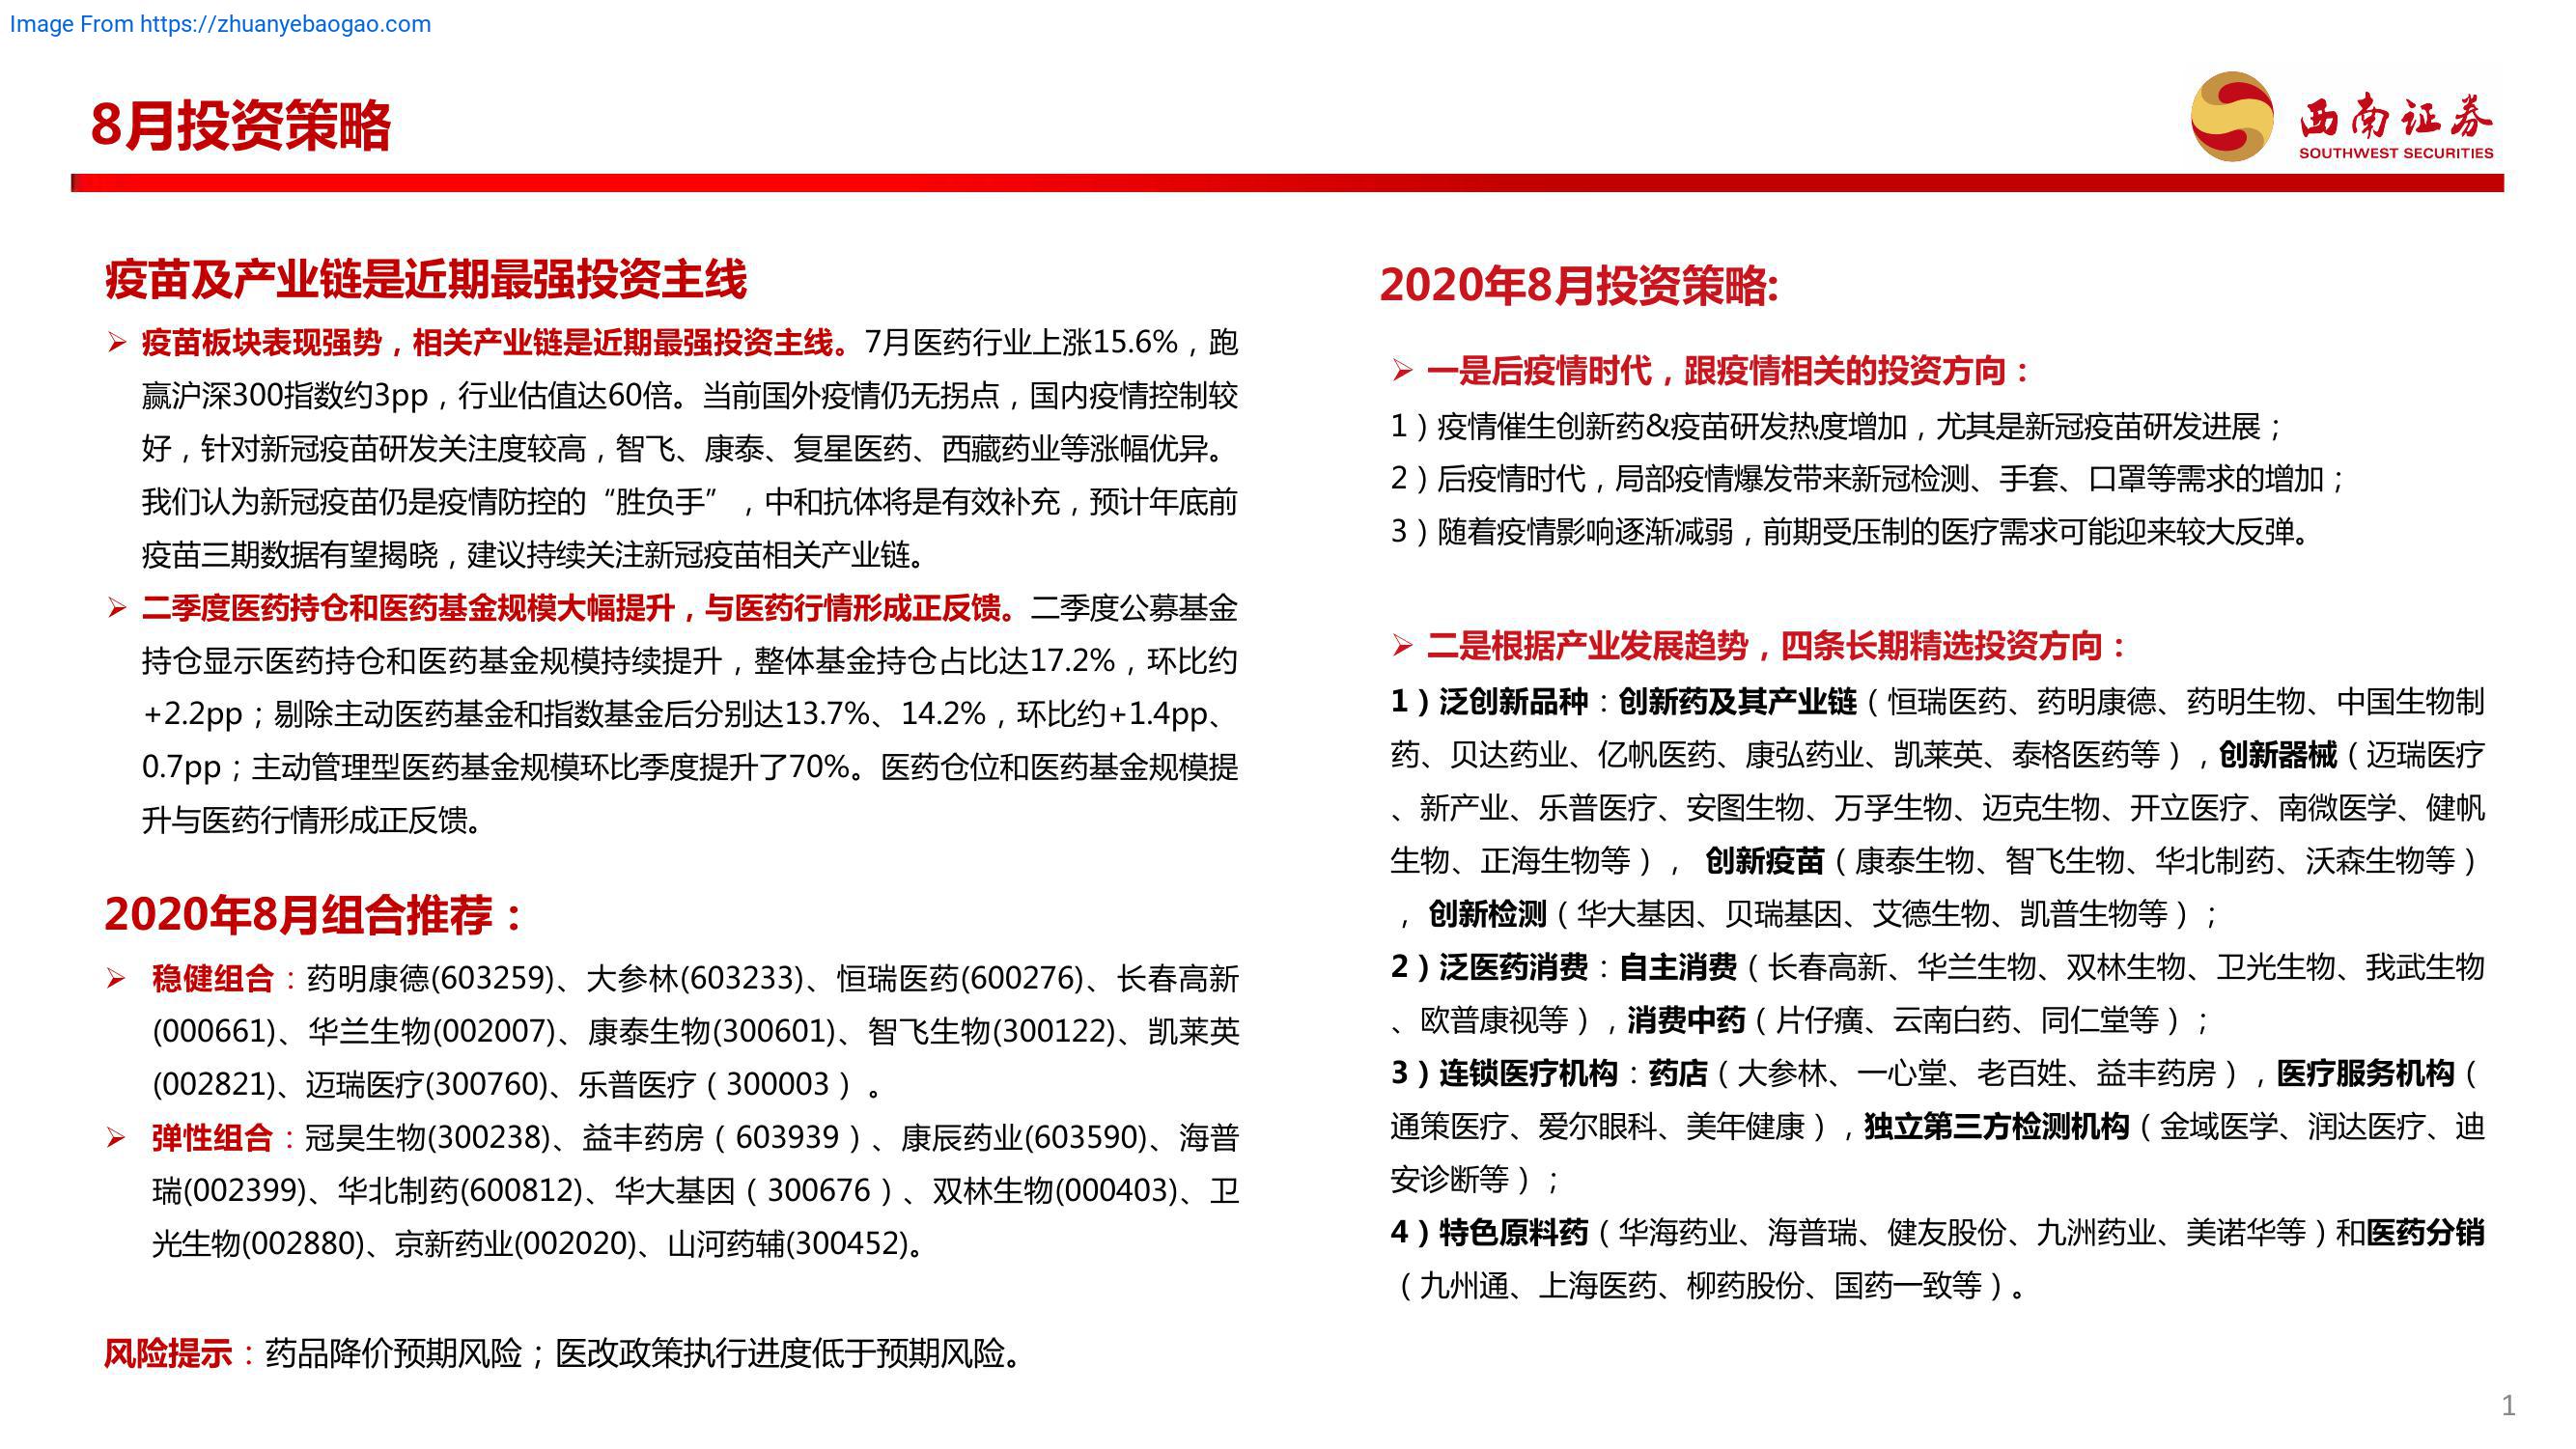 Image From https://zhuanyebaogao.com
8月投资策略
西南证券
SOUTHWEST SECURITIES
疫苗及产业链是近期最强投资主线
➢ 疫苗板块表现强势，相关产业链是近期最强投资主线。7月医药行业上涨15.6%，跑
赢沪深300指数约3pp，行业估值达60倍。当前国外疫情仍无拐点，国内疫情控制较
好，针对新冠疫苗研发关注度较高，智飞、康泰、复星医药、西藏药业等涨幅优异。
我们认为新冠疫苗仍是疫情防控的“胜负手”，中和抗体将是有效补充，预计年底前
疫苗三期数据有望揭晓，建议持续关注新冠疫苗相关产业链。
➢ 二季度医药持仓和医药基金规模大幅提升，与医药行情形成正反馈。二季度公募基金
持仓显示医药持仓和医药基金规模持续提升，整体基金持仓占比达17.2%，环比约
+2.2pp；剔除主动医药基金和指数基金后分别达13.7%、14.2%，环比约+1.4pp、
0.7pp；主动管理型医药基金规模环比季度提升了70%。医药仓位和医药基金规模提
升与医药行情形成正反馈。
2020年8月组合推荐：
➢ 稳健组合：药明康德(603259)、大参林(603233)、恒瑞医药(600276)、长春高新
(000661)、华兰生物(002007)、康泰生物(300601)、智飞生物(300122)、凯莱英
(002821)、迈瑞医疗(300760)、乐普医疗（300003）。
➢ 弹性组合：冠昊生物(300238)、益丰药房（603939）、康辰药业(603590)、海普
瑞(002399)、华北制药(600812)、华大基因（300676）、双林生物(000403)、卫
光生物(002880)、京新药业(002020)、山河药辅(300452)。
风险提示：药品降价预期风险；医改政策执行进度低于预期风险。
2020年8月投资策略:
➢ 一是后疫情时代，跟疫情相关的投资方向：
1）疫情催生创新药&疫苗研发热度增加，尤其是新冠疫苗研发进展；
2）后疫情时代，局部疫情爆发带来新冠检测、手套、口罩等需求的增加；
3）随着疫情影响逐渐减弱，前期受压制的医疗需求可能迎来较大反弹。
➢ 二是根据产业发展趋势，四条长期精选投资方向：
1）泛创新品种：创新药及其产业链（恒瑞医药、药明康德、药明生物、中国生物制
药、贝达药业、亿帆医药、康弘药业、凯莱英、泰格医药等），创新器械（迈瑞医疗
、新产业、乐普医疗、安图生物、万孚生物、迈克生物、开立医疗、南微医学、健帆
生物、正海生物等）， 创新疫苗（康泰生物、智飞生物、华北制药、沃森生物等）
， 创新检测（华大基因、贝瑞基因、艾德生物、凯普生物等）；
2）泛医药消费：自主消费（长春高新、华兰生物、双林生物、卫光生物、我武生物
、欧普康视等），消费中药（片仔癀、云南白药、同仁堂等）；
3）连锁医疗机构：药店（大参林、一心堂、老百姓、益丰药房），医疗服务机构（
通策医疗、爱尔眼科、美年健康），独立第三方检测机构（金域医学、润达医疗、迪
安诊断等）；
4）特色原料药（华海药业、海普瑞、健友股份、九洲药业、美诺华等）和医药分销
（九州通、上海医药、柳药股份、国药一致等）。
1